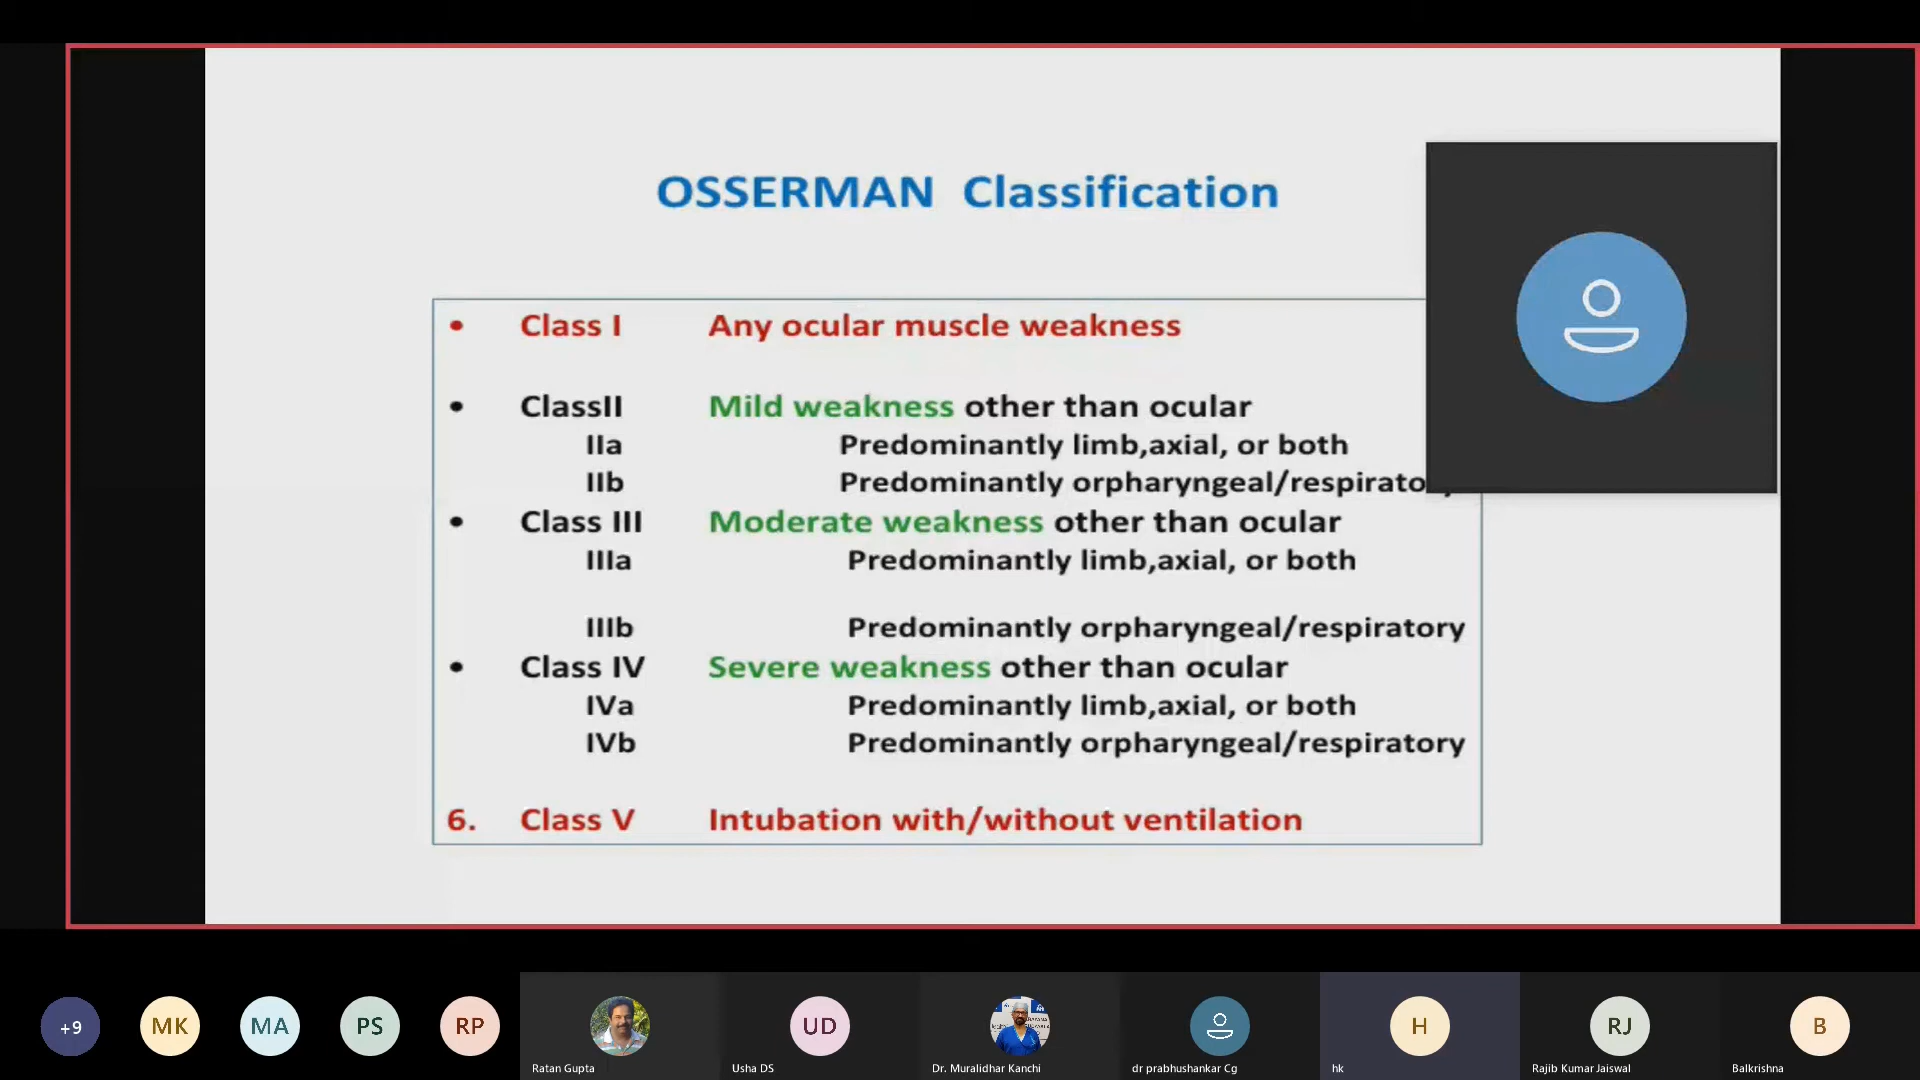 OSSERMAN Classification
• Class I Any ocular muscle weakness
• ClassII Mild weakness other than ocular
IIa Predominantly limb,axial, or both
IIb Predominantly orpharyngeal/respirato
• Class III Moderate weakness other than ocular
IIIa Predominantly limb,axial, or both
IIIb Predominantly orpharyngeal/respiratory
• Class IV Severe weakness other than ocular
IVa Predominantly limb,axial, or both
IVb Predominantly orpharyngeal/respiratory
6. Class V Intubation with/without ventilation
+9 MK MA PS RP UD H RJ B
Ratan Gupta Usha DS Dr. Muralidhar Kanchi dr prabhushankar Cg hk Rajib Kumar Jaiswal Balkrishna